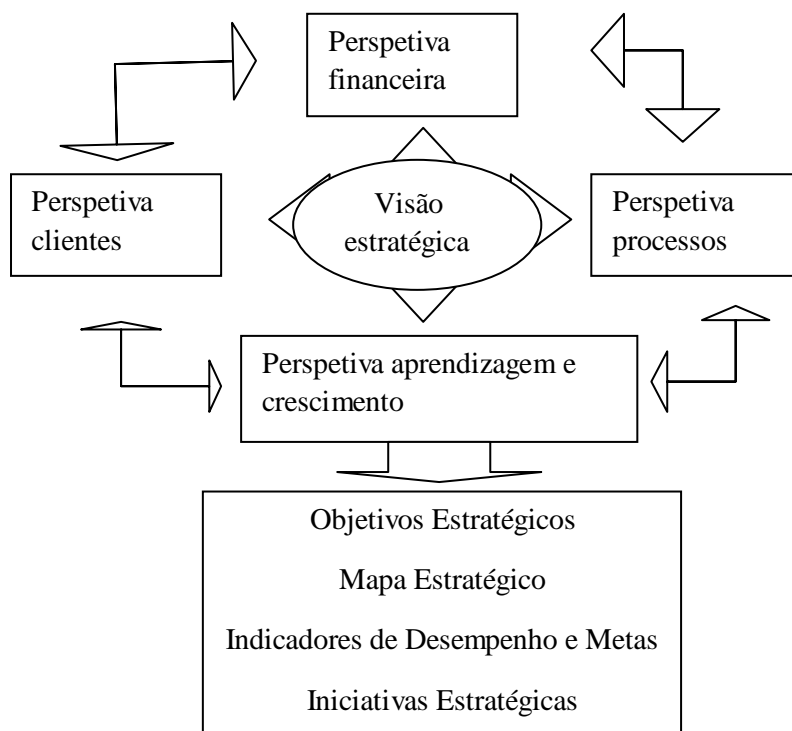 Perspetiva
financeira
Perspetiva
clientes
Visão
estratégica
Perspetiva
processos
Perspetiva aprendizagem e
crescimento
Objetivos Estratégicos
Mapa Estratégico
Indicadores de Desempenho e Metas
Iniciativas Estratégicas